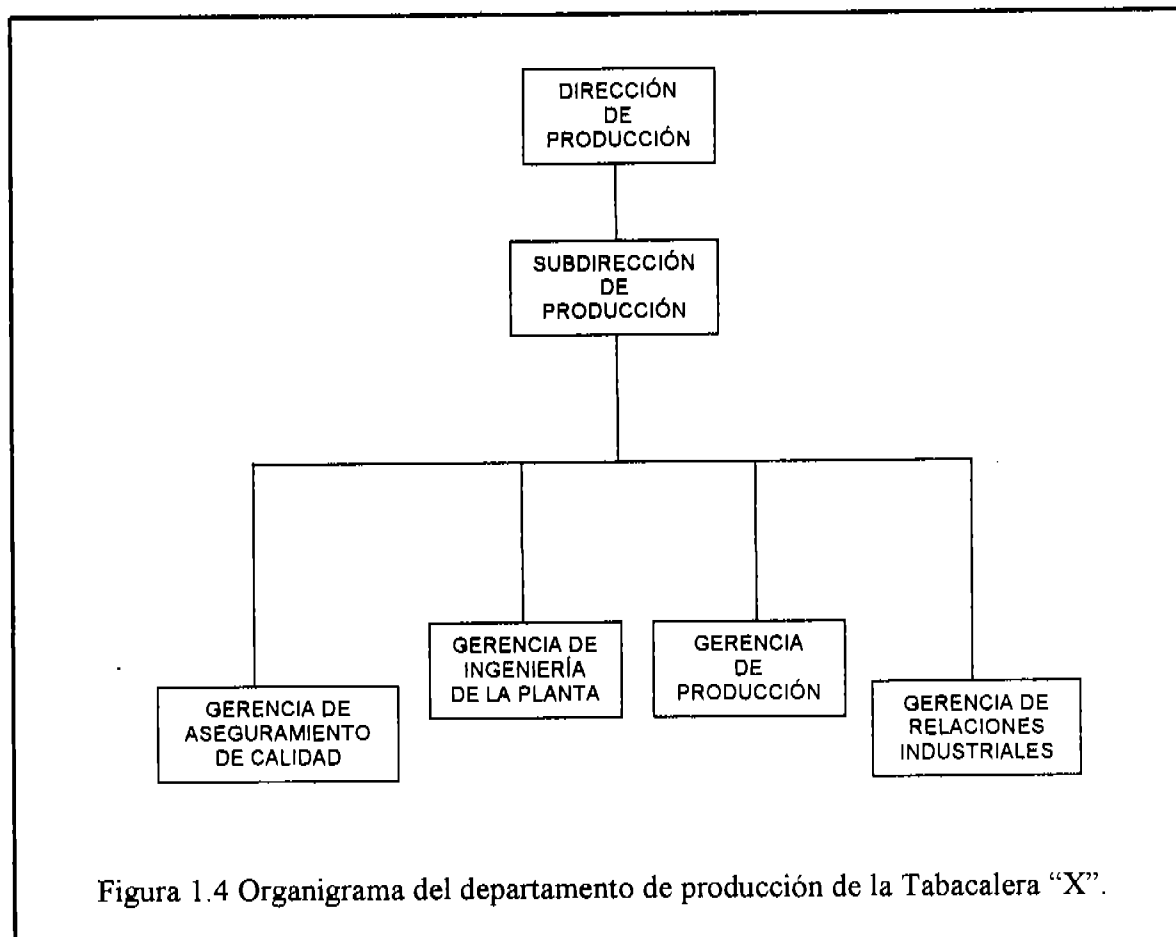 DIRECCIÓN
DE
PRODUCCIÓN
SUBDIRECCIÓN
DE
PRODUCCIÓN
GERENCIA DE
ASEGURAMIENTO
DE CALIDAD
GERENCIA DE
INGENIERÍA
DE LA PLANTA
GERENCIA
DE
PRODUCCIÓN
GERENCIA DE
RELACIONES
INDUSTRIALES
Figura 1.4 Organigrama del departamento de producción de la Tabacalera “X”.